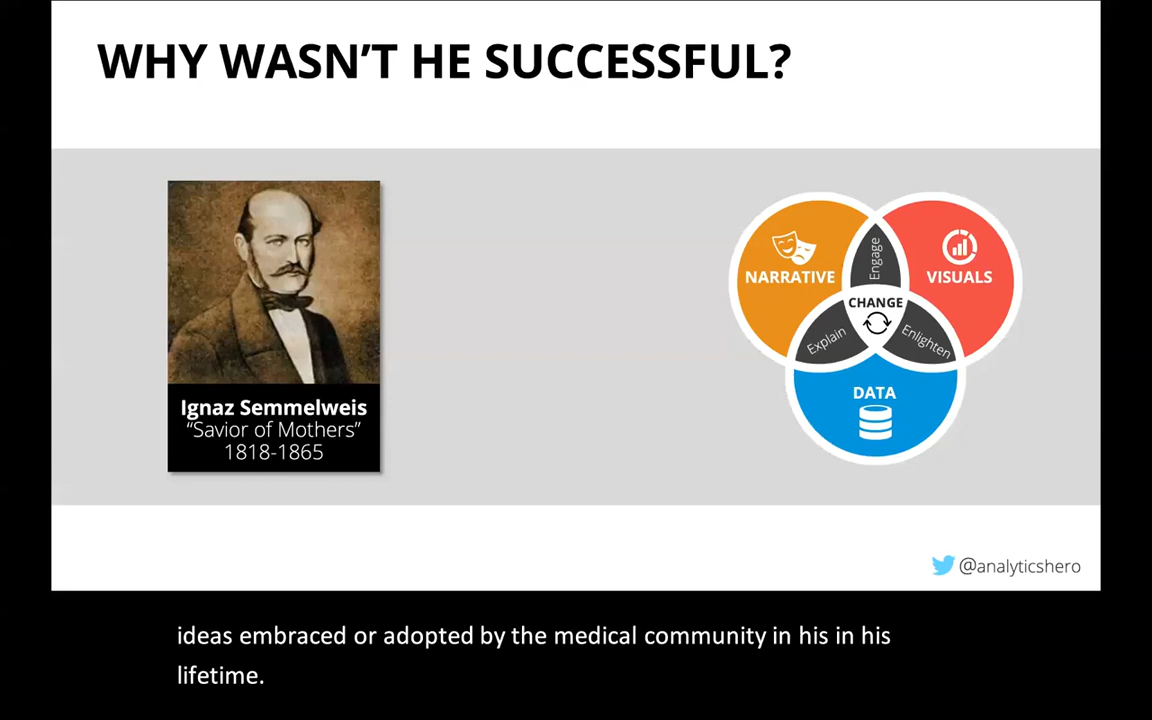 WHY WASN'T HE SUCCESSFUL?
Ignaz Semmelweis
“Savior of Mothers”
1818-1865
NARRATIVE
Engage
VISUALS
CHANGE
Explain
Enlighten
DATA
@analyticshero
ideas embraced or adopted by the medical community in his in his
lifetime.